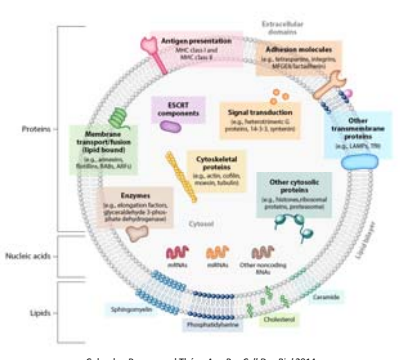 Extracellular
domains
Antigen presentation
MHC class I and
MHC class II
Adhesion molecules
(e.g., tetraspanins, integrins,
MFGE8/lactadherin)
ESCRT
components
Signal transduction
(e.g., heterotrimeric G
proteins, 14-3-3, syntenin)
Other
transmembrane
proteins
(e.g., LAMPs, TfR)
Proteins
Membrane
transport/fusion
(lipid bound)
(e.g., annexins,
flotillins, RABs, ARFs)
Cytoskeletal
proteins
(e.g., actin, cofilin,
moesin, tubulin)
Other cytosolic
proteins
(e.g., histones, ribosomal
proteins, proteasome)
Enzymes
(e.g., elongation factors,
glyceraldehyde 3-phos-
phate dehydrogenase)
Cytosol
Lipid bilayer
Nucleic acids
mRNAs
miRNAs
Other noncoding
RNAs
Lipids
Sphingomyelin
Phosphatidylserine
Cholesterol
Ceramide